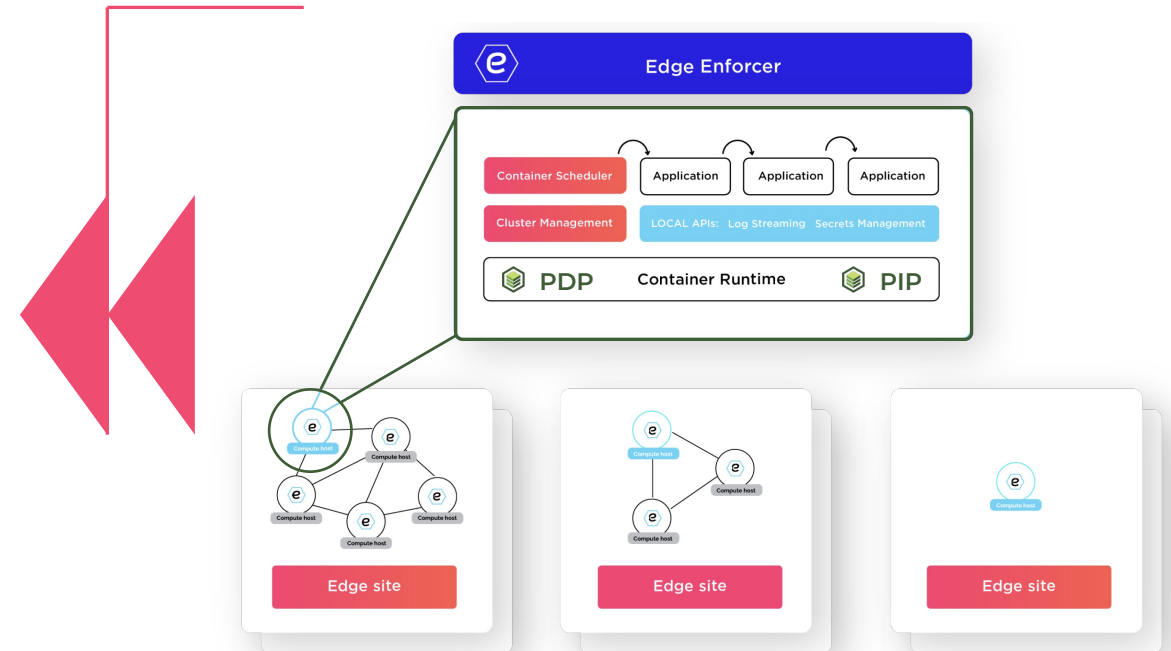 e Edge Enforcer
Container Scheduler Application Application Application
Cluster Management LOCAL APIs: Log Streaming Secrets Management
PDP Container Runtime PIP
e
Compute host
e
Compute host
e
Compute host
e
Compute host
e
Compute host
Edge site
e
Compute host
e
Compute host
e
Compute host
Edge site
e
Compute host
Edge site